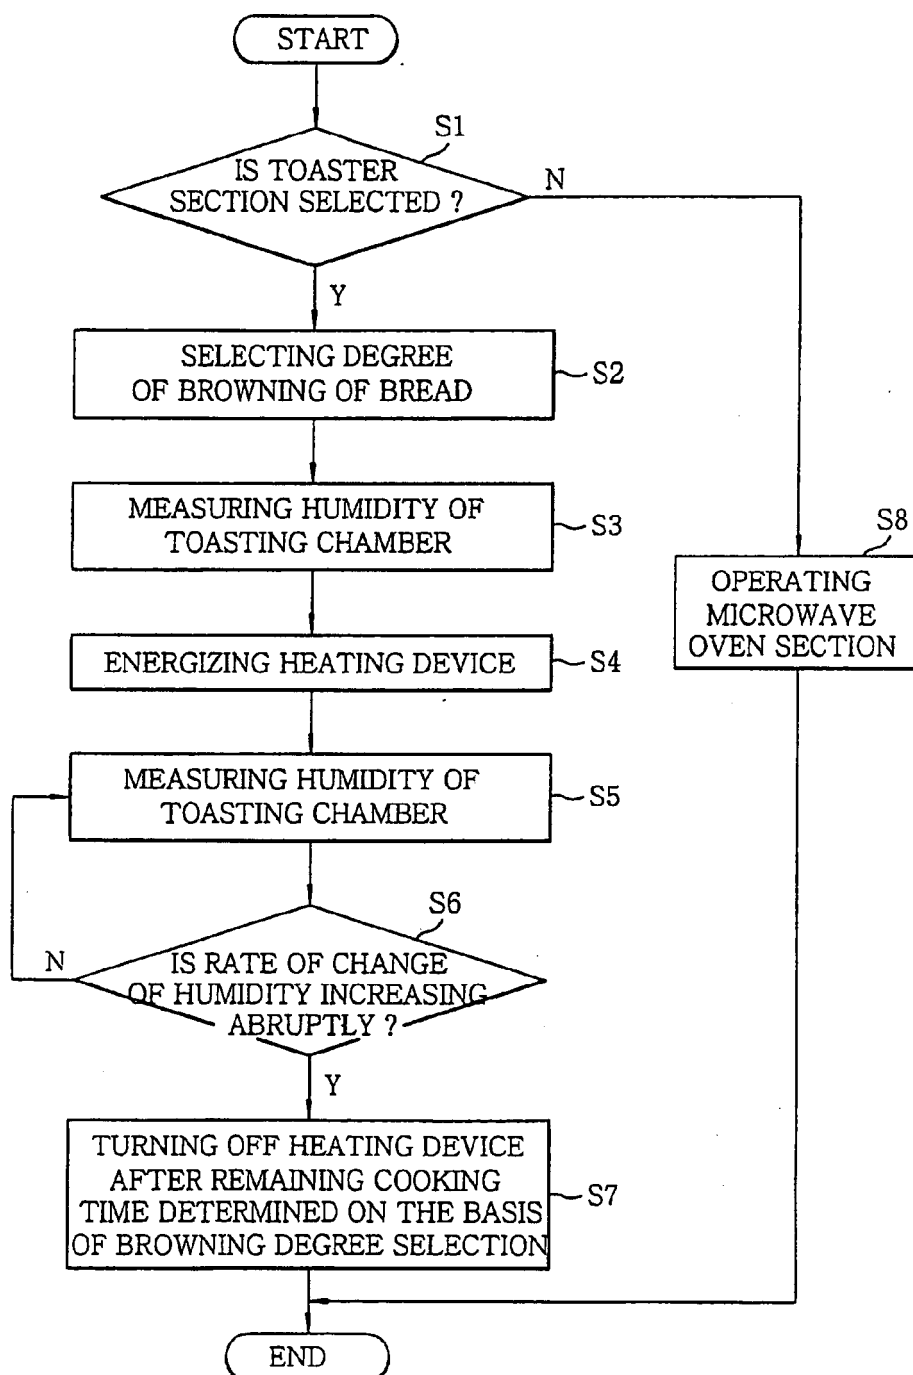 START
S1
IS TOASTER
SECTION SELECTED ?
N
Y
SELECTING DEGREE
OF BROWNING OF BREAD
S2
MEASURING HUMIDITY OF
TOASTING CHAMBER
S3
S8
OPERATING
MICROWAVE
OVEN SECTION
ENERGIZING HEATING DEVICE
S4
MEASURING HUMIDITY OF
TOASTING CHAMBER
S5
S6
N
IS RATE OF CHANGE
OF HUMIDITY INCREASING
ABRUPTLY ?
Y
TURNING OFF HEATING DEVICE
AFTER REMAINING COOKING
TIME DETERMINED ON THE BASIS
OF BROWNING DEGREE SELECTION
S7
END